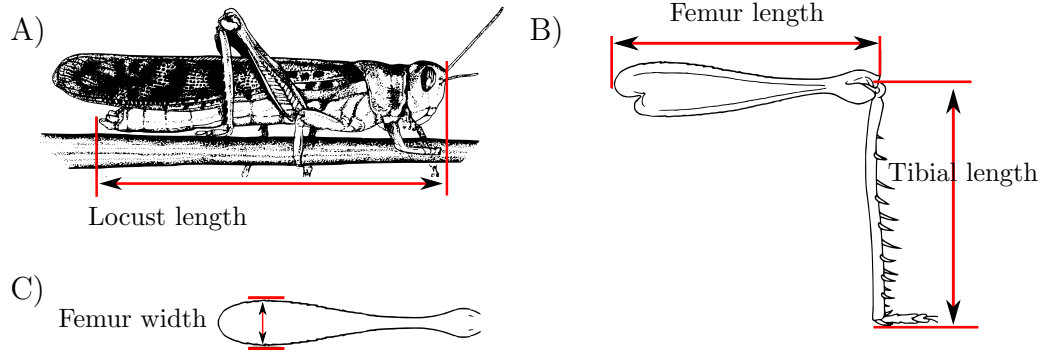 A)
Locust length
B)
Femur length
Tibial length
C)
Femur width